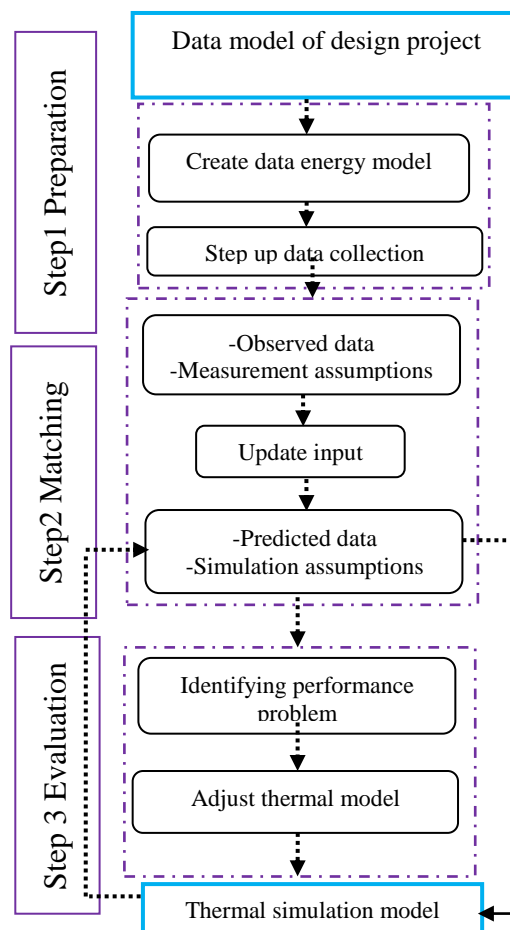 Data model of design project
Step1 Preparation
Create data energy model
Step up data collection
Step2 Matching
-Observed data
-Measurement assumptions
Update input
-Predicted data
-Simulation assumptions
Step 3 Evaluation
Identifying performance
problem
Adjust thermal model
Thermal simulation model